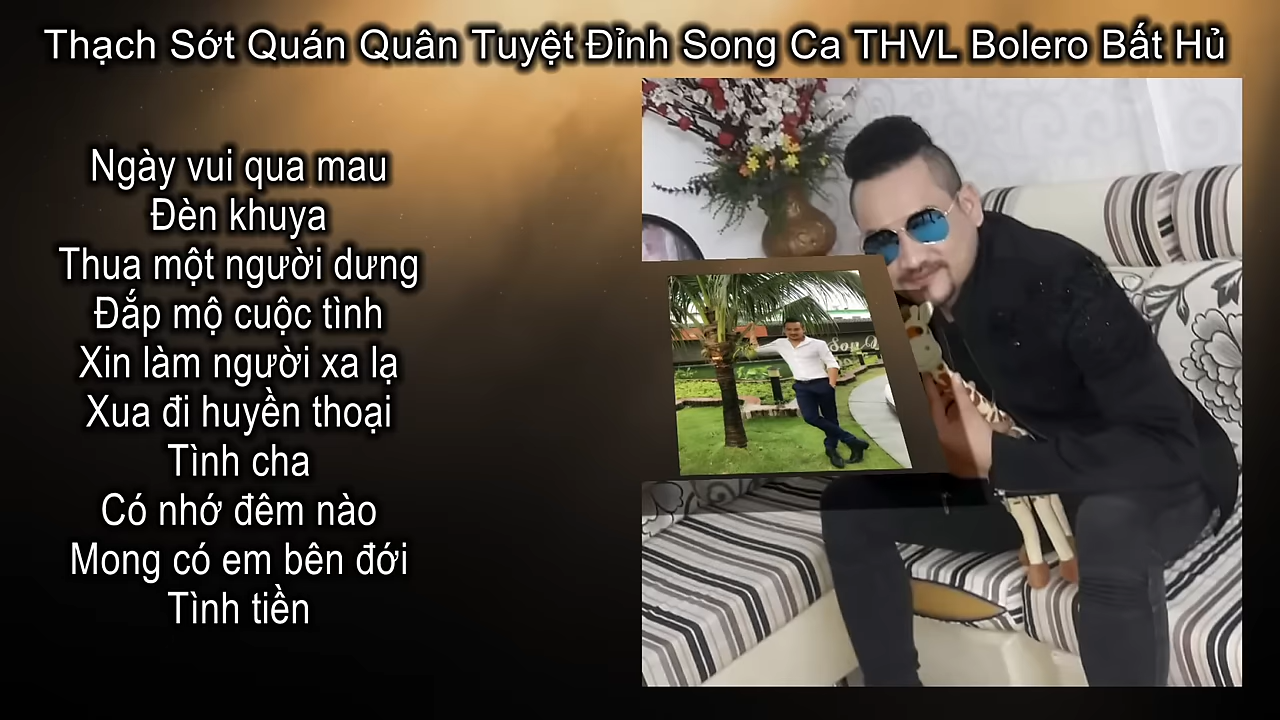 Thạch Sớt Quán Quân Tuyệt Đỉnh Song Ca THVL Bolero Bất Hủ
Ngày vui qua mau
Đèn khuya
Thua một người dưng
Đắp mộ cuộc tình
Xin làm người xa lạ
Xua đi huyền thoại
Tình cha
Có nhớ đêm nào
Mong có em bên đới
Tình tiền